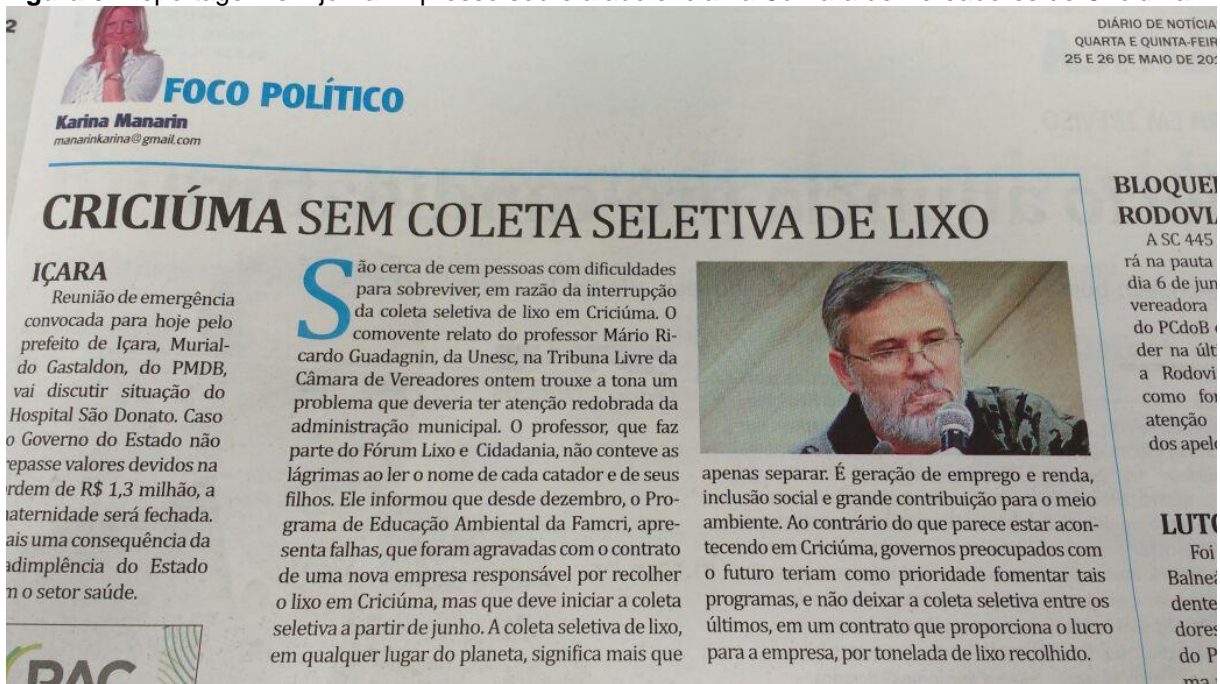 2
DIÁRIO DE NOTÍCIA
QUARTA E QUINTA-FEIR
25 E 26 DE MAIO DE 20
FOCO POLÍTICO
Karina Manarin
manarinkarina@gmail.com
CRICIÚMA SEM COLETA SELETIVA DE LIXO
IÇARA
Reunião de emergência
convocada para hoje pelo
prefeito de Içara, Murial-
do Gastaldon, do PMDB,
vai discutir situação do
Hospital São Donato. Caso
o Governo do Estado não
repasse valores devidos na
ordem de R$ 1,3 milhão, a
maternidade será fechada.
ais uma consequência da
adimplência do Estado
m o setor saúde.
PAC
São cerca de cem pessoas com dificuldades
para sobreviver, em razão da interrupção
da coleta seletiva de lixo em Criciúma. O
comovente relato do professor Mário Ri-
cardo Guadagnin, da Unesc, na Tribuna Livre da
Câmara de Vereadores ontem trouxe a tona um
problema que deveria ter atenção redobrada da
administração municipal. O professor, que faz
parte do Fórum Lixo e Cidadania, não conteve as
lágrimas ao ler o nome de cada catador e de seus
filhos. Ele informou que desde dezembro, o Pro-
grama de Educação Ambiental da Famcri, apre-
senta falhas, que foram agravadas com o contrato
de uma nova empresa responsável por recolher
o lixo em Criciúma, mas que deve iniciar a coleta
seletiva a partir de junho. A coleta seletiva de lixo,
em qualquer lugar do planeta, significa mais que
apenas separar. É geração de emprego e renda,
inclusão social e grande contribuição para o meio
ambiente. Ao contrário do que parece estar acon-
tecendo em Criciúma, governos preocupados com
o futuro teriam como prioridade fomentar tais
programas, e não deixar a coleta seletiva entre os
últimos, em um contrato que proporciona o lucro
para a empresa, por tonelada de lixo recolhido.
BLOQUEI
RODOVIA
A SC 445
rá na pauta
dia 6 de jun
vereadora
do PCdoB
der na últi
a Rodovi
como for
atenção
dos apel
LUTO
Foi
Balneá
dente
dores
do P
ma